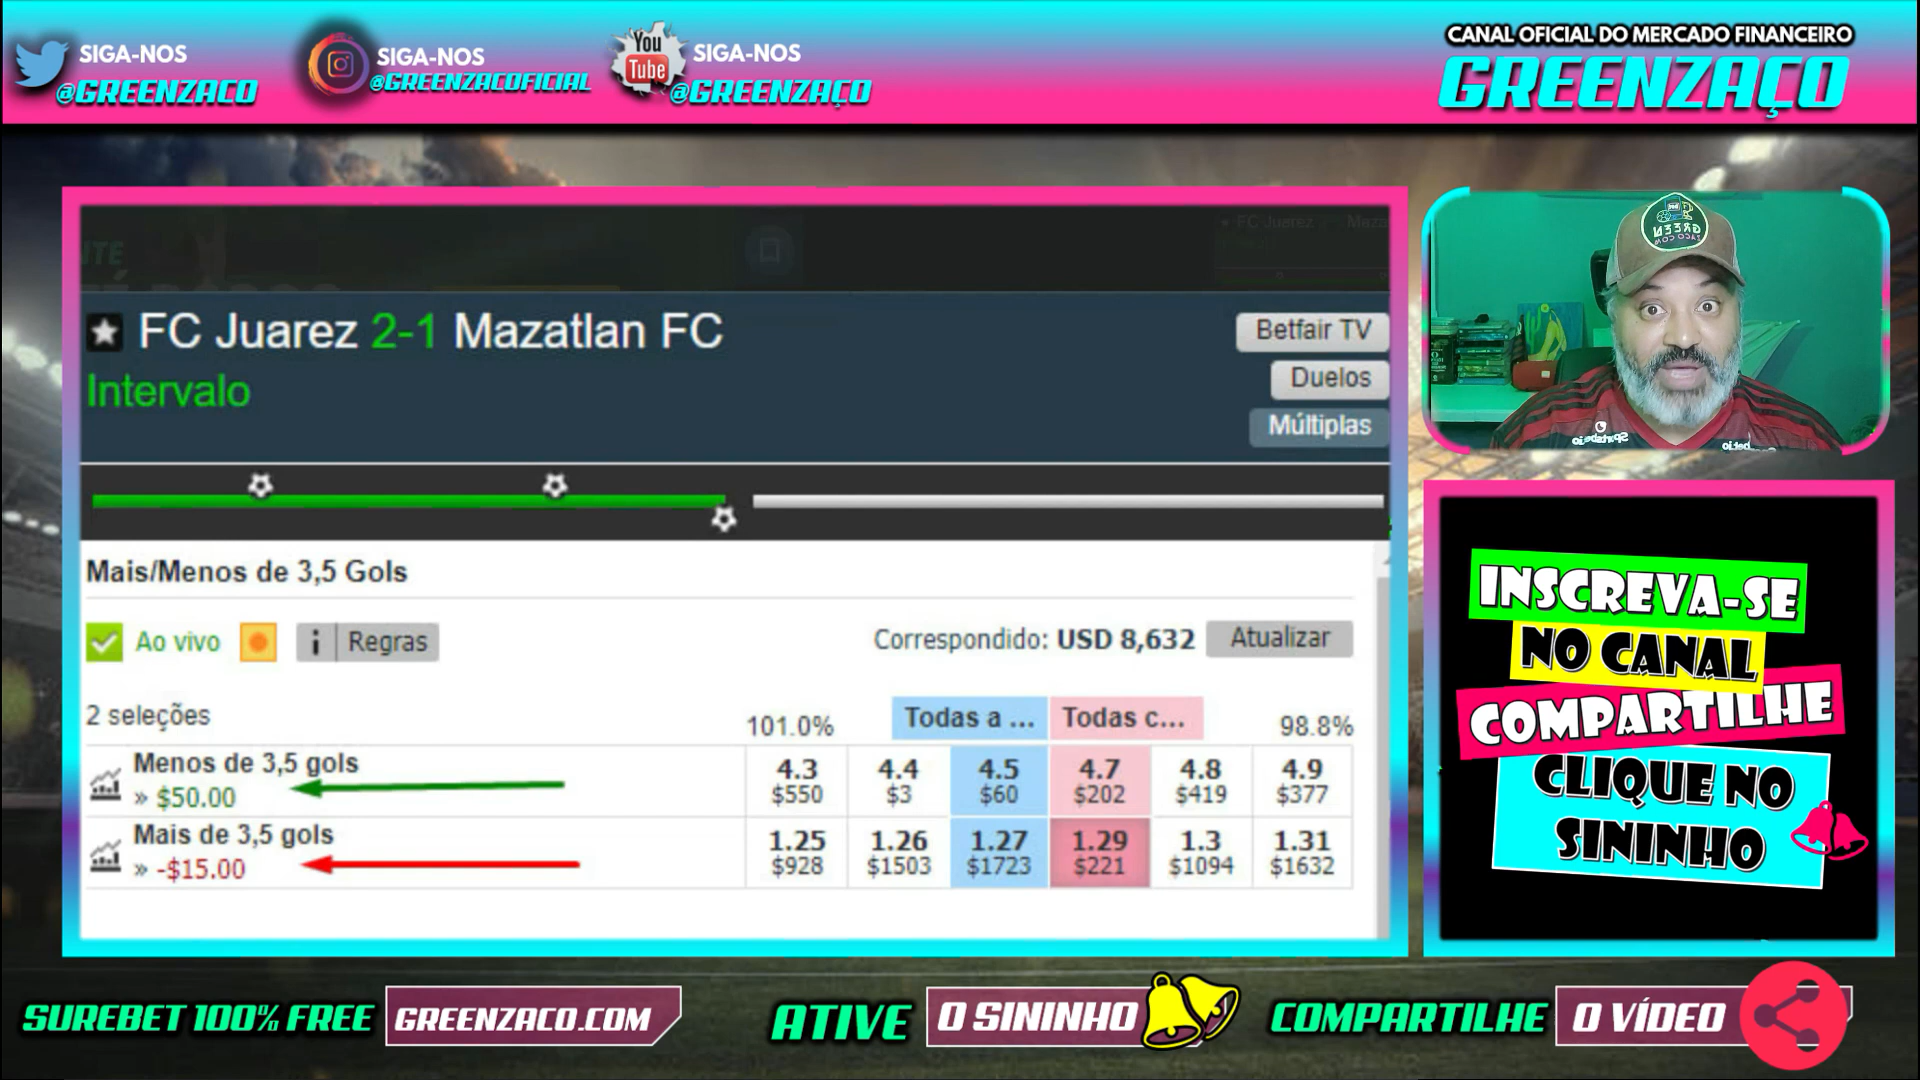 SIGA-NOS
@GREENZACO
SIGA-NOS
@GREENZACOFICIAL
You
Tube
SIGA-NOS
@GREENZAÇO
CANAL OFICIAL DO MERCADO FINANCEIRO
GREENZAÇO
FC Juarez 2-1 Mazatlan FC
Intervalo
Betfair TV
Duelos
Múltiplas
Mais/Menos de 3,5 Gols
Ao vivo
i Regras
Correspondido: USD 8,632
Atualizar
2 seleções
101.0%
Todas a ...
Todas c...
98.8%
Menos de 3,5 gols
» $50.00
4.3 4.4 4.5 4.7 4.8 4.9
$550 $3 $60 $202 $419 $377
Mais de 3,5 gols
» -$15.00
1.25 1.26 1.27 1.29 1.3 1.31
$928 $1503 $1723 $221 $1094 $1632
INSCREVA-SE
NO CANAL
COMPARTILHE
CLIQUE NO
SININHO
SUREBET 100% FREE
GREENZACO.COM
ATIVE
O SININHO
COMPARTILHE
O VÍDEO